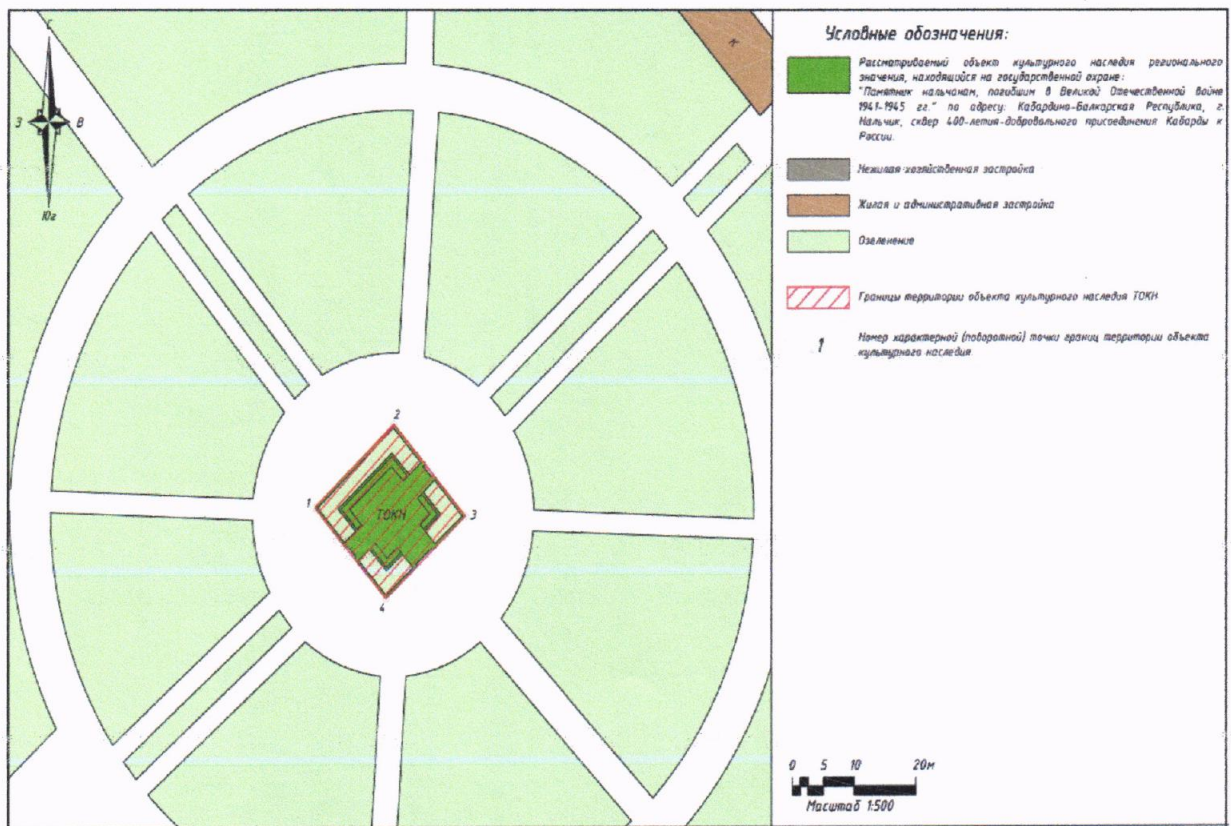 С
З
В
Юг
К
2
1
ТОКН
3
4
Условные обозначения:
Рассматриваемый объект культурного наследия регионального
значения, находящийся на государственной охране:
"Памятник нальчанам, погибшим в Великой Отечественной войне
1941-1945 гг." по адресу: Кабардино-Балкарская Республика, г.
Нальчик, сквер 400-летия-добровольного присоединения Кабарды к
России.
Нежилая-хозяйственная застройка
Жилая и административная застройка
Озеленение
Границы территории объекта культурного наследия ТОКН
1
Номер характерной (поворотной) точки границ территории объекта
культурного наследия
0 5 10 20м
Масштаб 1:500